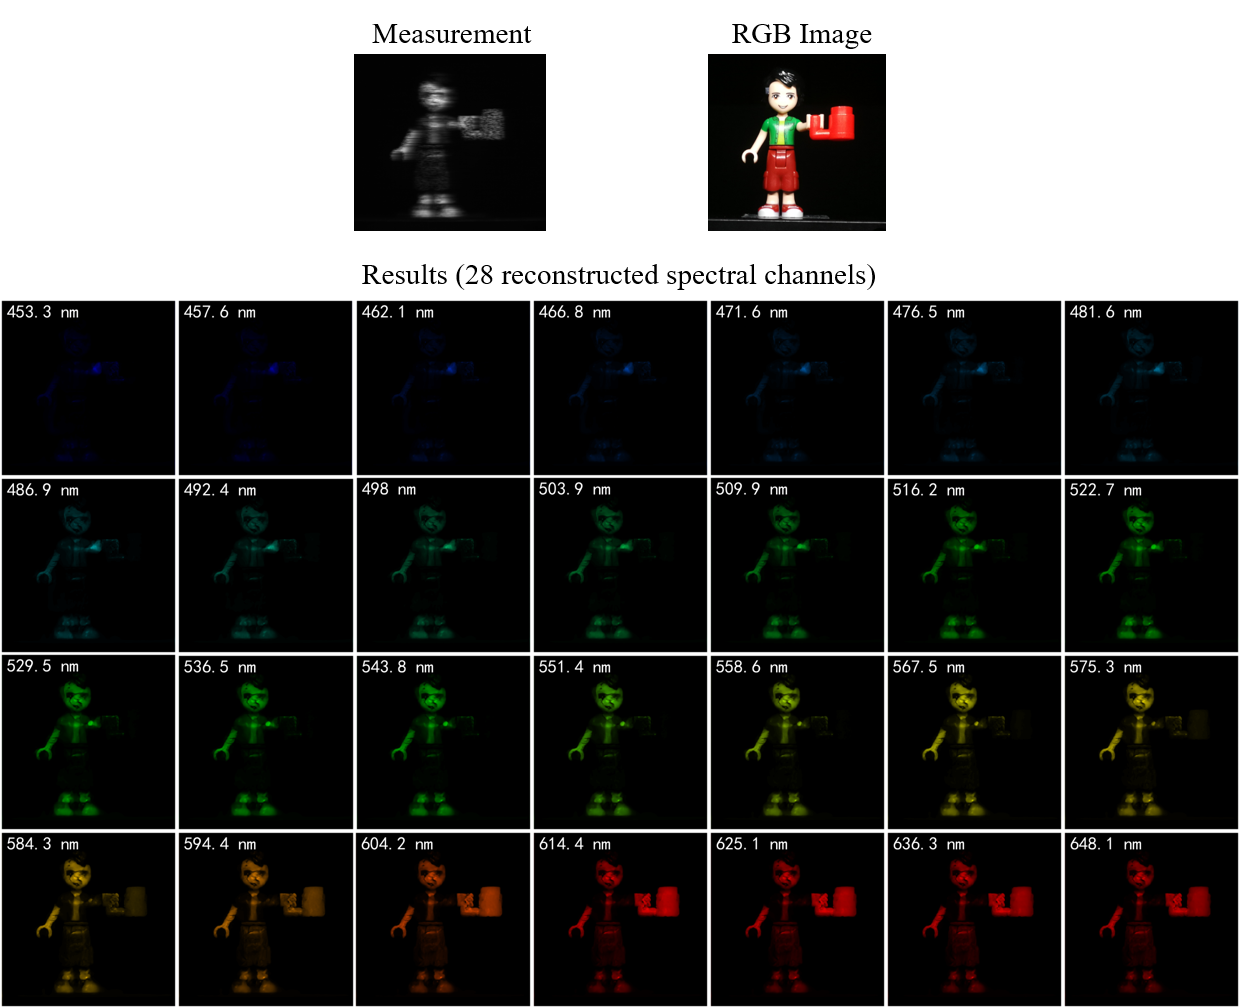 Measurement
RGB Image
Results (28 reconstructed spectral channels)
453.3 nm
457.6 nm
462.1 nm
466.8 nm
471.6 nm
476.5 nm
481.6 nm
486.9 nm
492.4 nm
498 nm
503.9 nm
509.9 nm
516.2 nm
522.7 nm
529.5 nm
536.5 nm
543.8 nm
551.4 nm
558.6 nm
567.5 nm
575.3 nm
584.3 nm
594.4 nm
604.2 nm
614.4 nm
625.1 nm
636.3 nm
648.1 nm